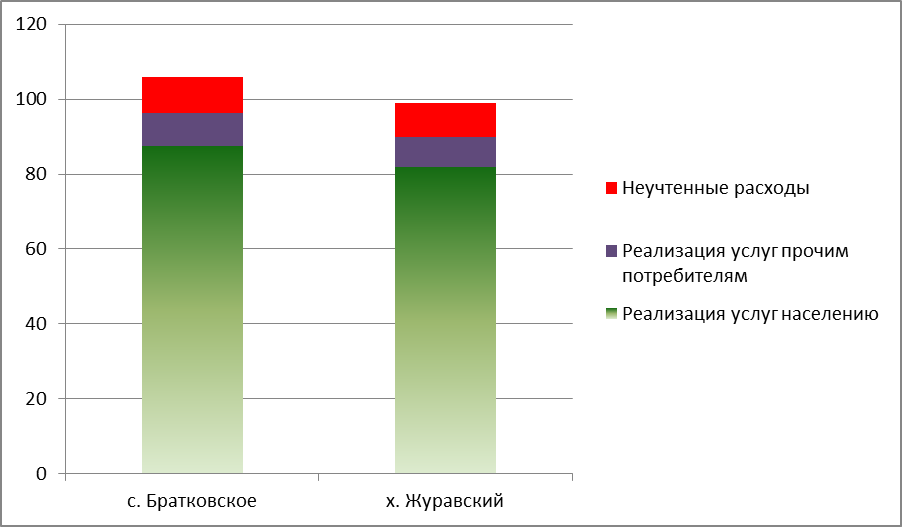 120
100
80
60
40
20
0
с. Братковское
х. Журавский
Неучтенные расходы
Реализация услуг прочим
потребителям
Реализация услуг населению